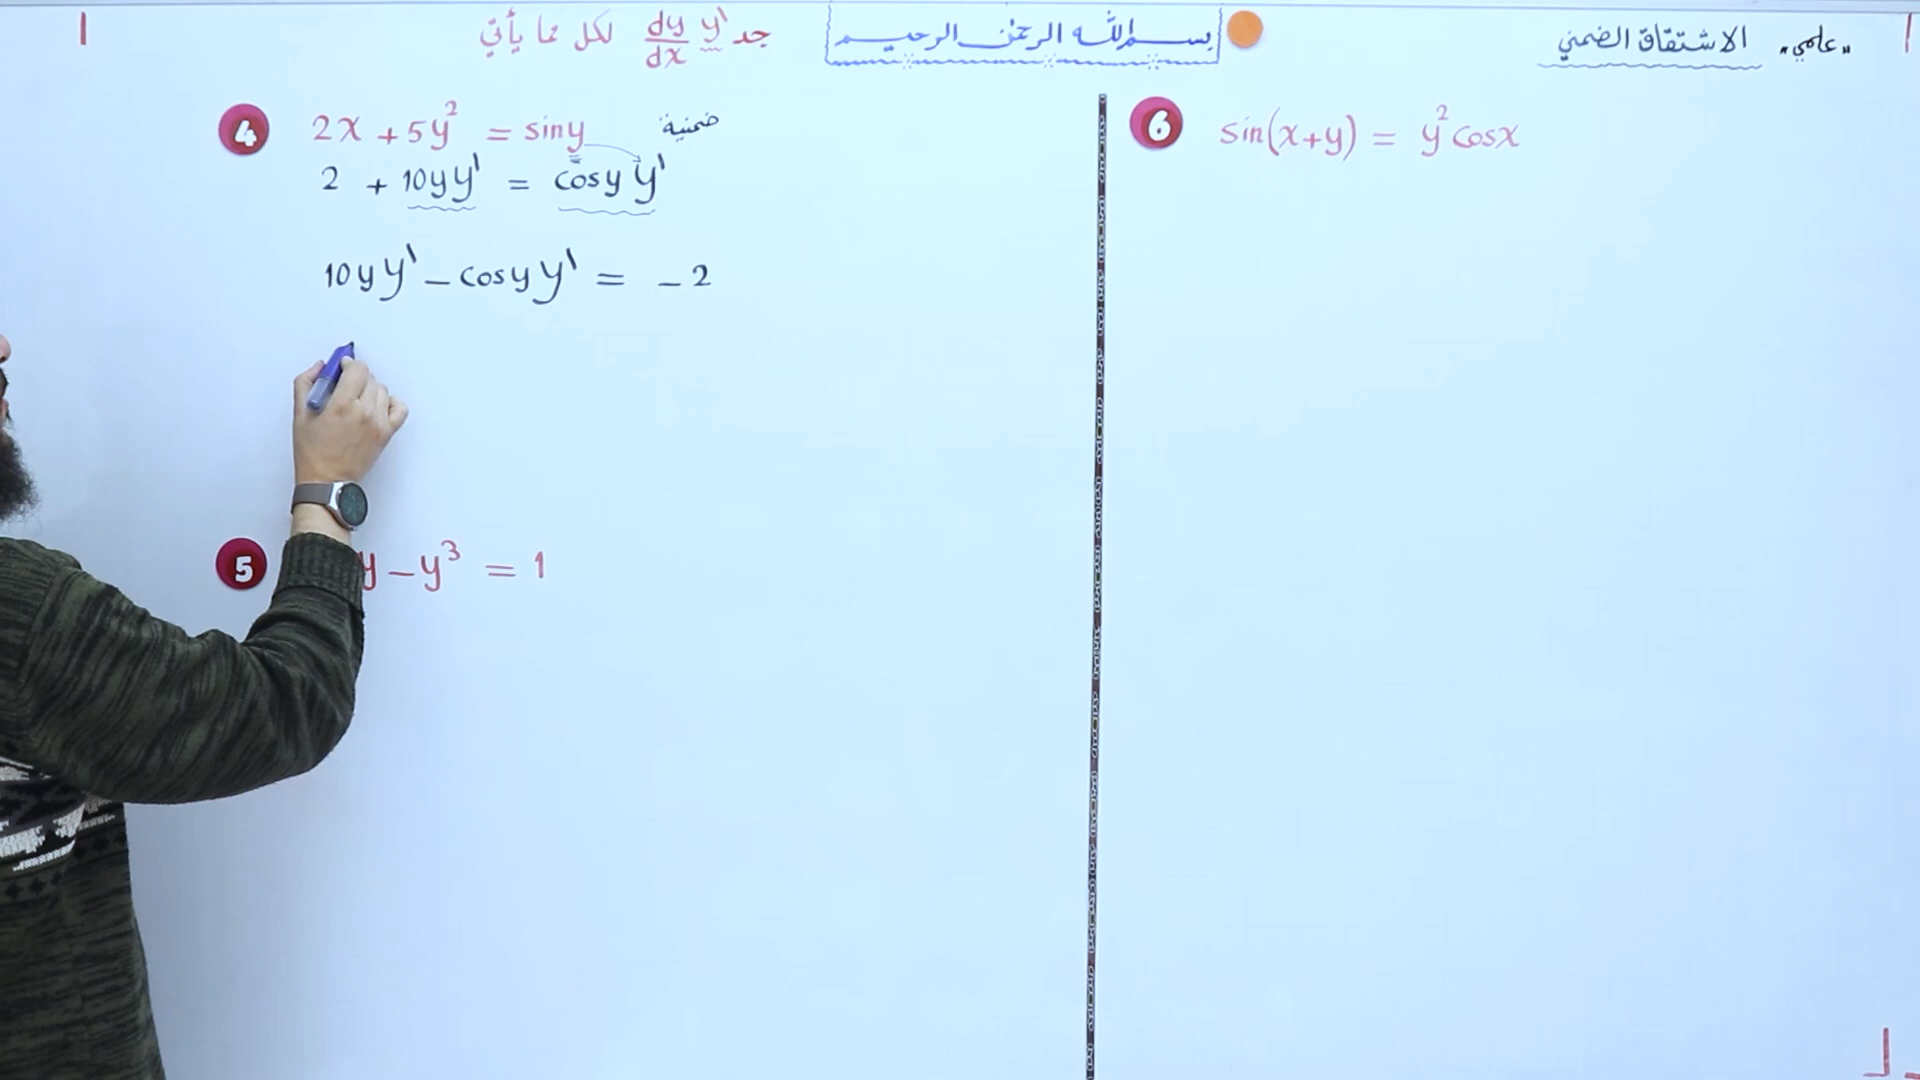 "علمي" الاشتقاق الضمني
بسم الله الرحمن الرحيم
جد y' dy/dx لكل مما يأتي
4 2x + 5y² = siny ضمنية
2 + 10yy' = cosy y'
10yy' - cosy y' = -2
5 y - y³ = 1
6 sin(x+y) = y² cosx